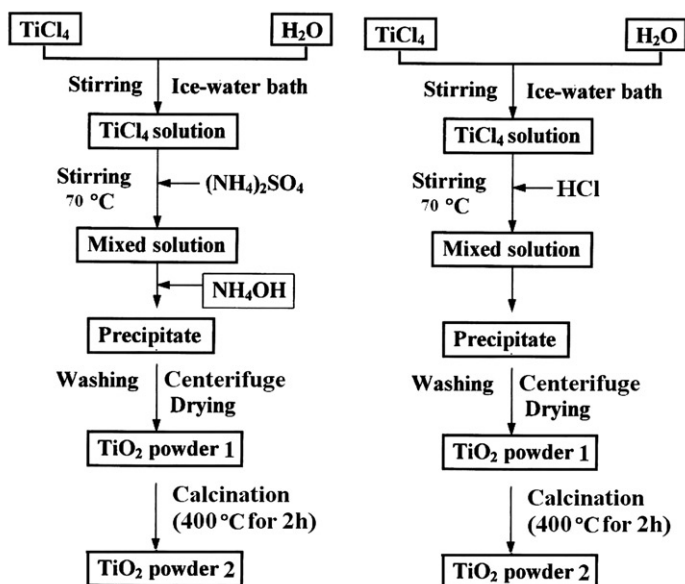 TiCl4 H2O
Stirring Ice-water bath
TiCl4 solution
Stirring (NH4)2SO4
70 °C
Mixed solution
NH4OH
Precipitate
Washing Centerifuge
Drying
TiO2 powder 1
Calcination
(400 °C for 2h)
TiO2 powder 2
TiCl4 H2O
Stirring Ice-water bath
TiCl4 solution
Stirring HCl
70 °C
Mixed solution
Precipitate
Washing Centerifuge
Drying
TiO2 powder 1
Calcination
(400 °C for 2h)
TiO2 powder 2